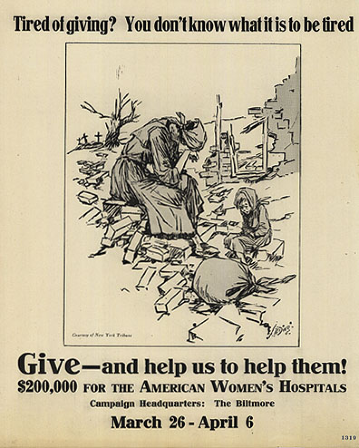 Tired of giving? You don't know what it is to be tired
Courtesy of New York Tribune
Give—and help us to help them!
$200,000 FOR THE AMERICAN WOMEN'S HOSPITALS
Campaign Headquarters: The Biltmore
March 26 - April 6
1319